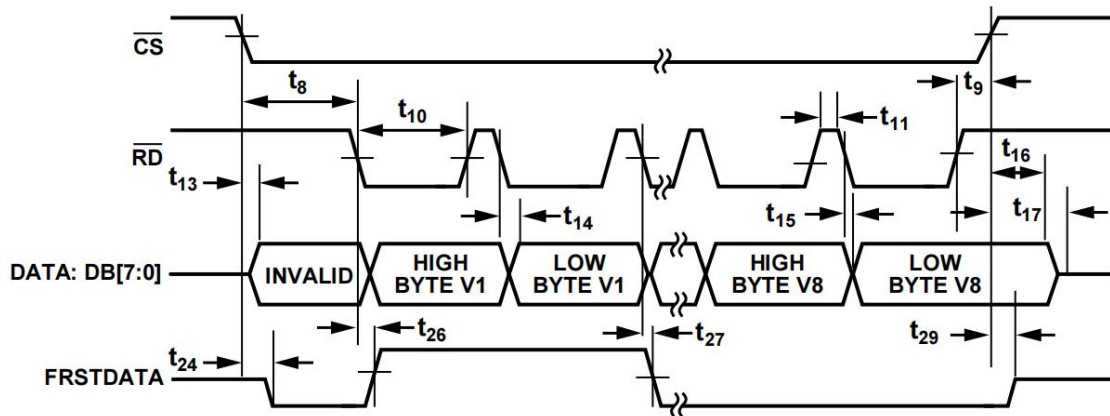 CS
t8
t9
t10
t11
RD
t16
t13
t17
t14
t15
DATA: DB[7:0]
INVALID
HIGH
BYTE V1
LOW
BYTE V1
HIGH
BYTE V8
LOW
BYTE V8
t26
t27
t29
t24
FRSTDATA